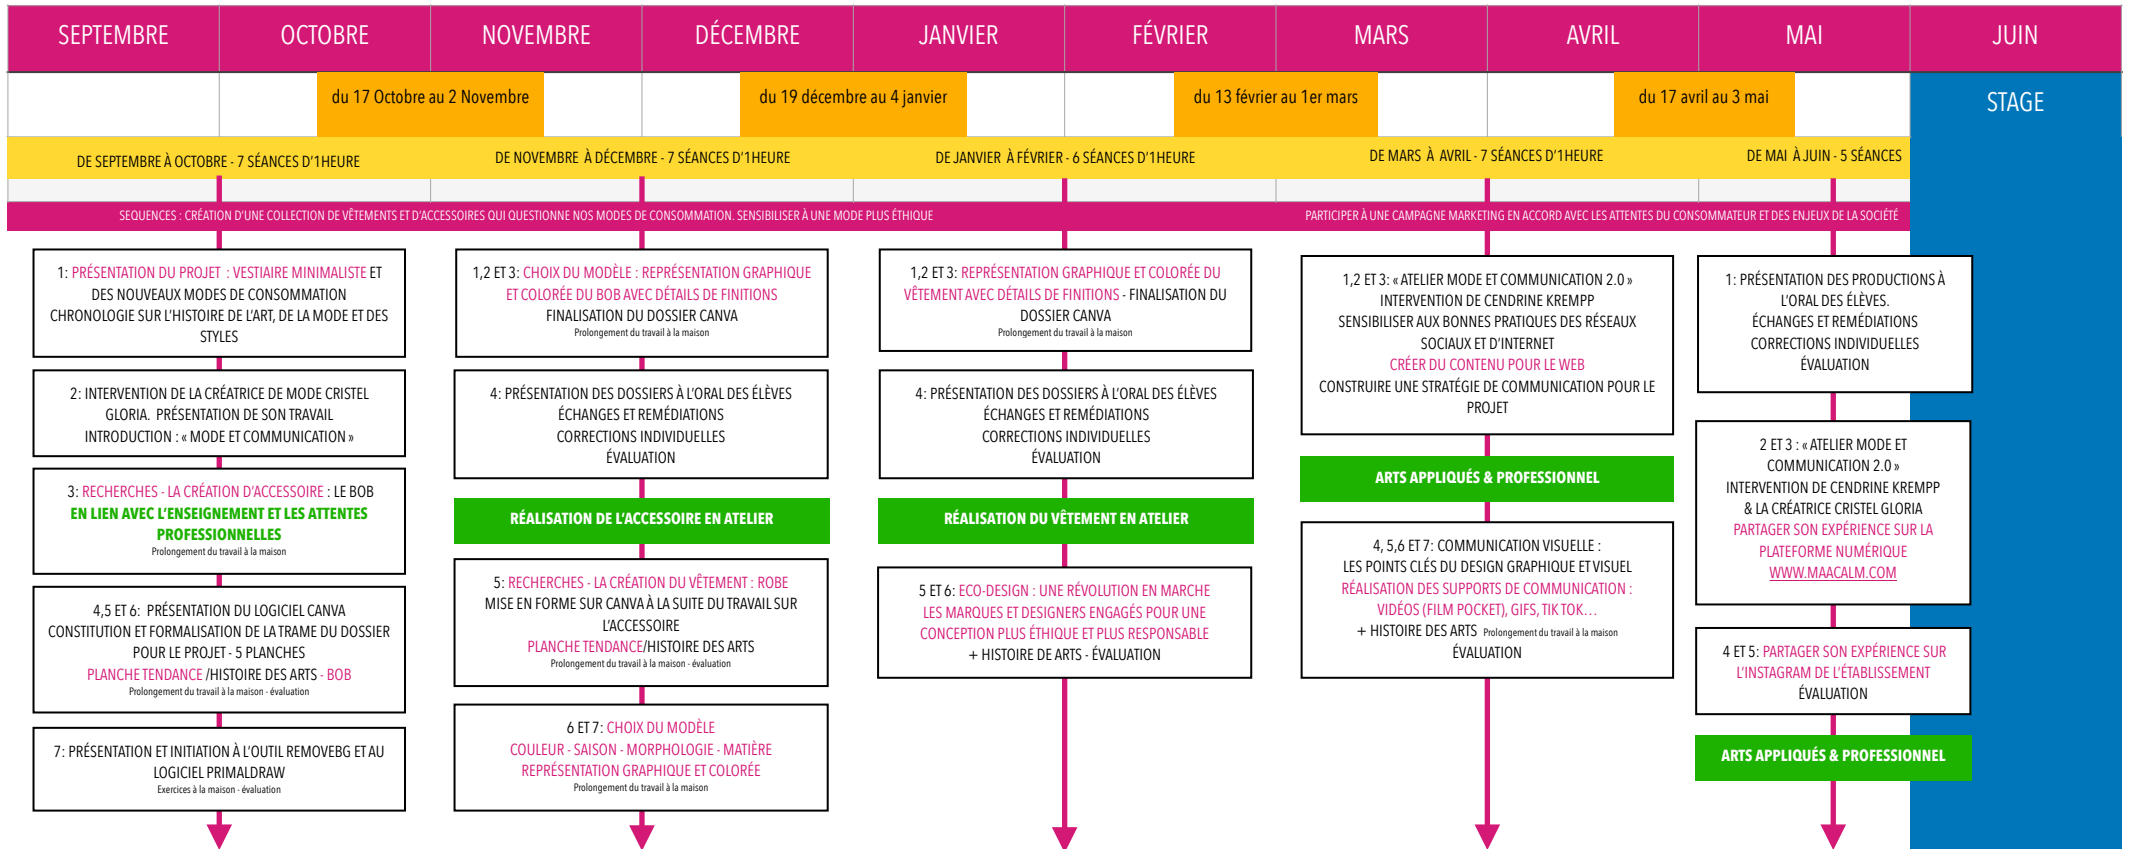 SEPTEMBRE
OCTOBRE
NOVEMBRE
DÉCEMBRE
JANVIER
FÉVRIER
MARS
AVRIL
MAI
JUIN
du 17 Octobre au 2 Novembre
du 19 décembre au 4 janvier
du 13 février au 1er mars
du 17 avril au 3 mai
STAGE
DE SEPTEMBRE À OCTOBRE - 7 SÉANCES D'1HEURE
DE NOVEMBRE À DÉCEMBRE - 7 SÉANCES D'1HEURE
DE JANVIER À FÉVRIER - 6 SÉANCES D'1HEURE
DE MARS À AVRIL - 7 SÉANCES D'1HEURE
DE MAI À JUIN - 5 SÉANCES
SEQUENCES : CRÉATION D'UNE COLLECTION DE VÊTEMENTS ET D'ACCESSOIRES QUI QUESTIONNE NOS MODES DE CONSOMMATION. SENSIBILISER À UNE MODE PLUS ÉTHIQUE
PARTICIPER À UNE CAMPAGNE MARKETING EN ACCORD AVEC LES ATTENTES DU CONSOMMATEUR ET DES ENJEUX DE LA SOCIÉTÉ
1: PRÉSENTATION DU PROJET : VESTIAIRE MINIMALISTE ET
DES NOUVEAUX MODES DE CONSOMMATION
CHRONOLOGIE SUR L'HISTOIRE DE L'ART, DE LA MODE ET DES
STYLES
2: INTERVENTION DE LA CRÉATRICE DE MODE CRISTEL
GLORIA. PRÉSENTATION DE SON TRAVAIL
INTRODUCTION : « MODE ET COMMUNICATION »
3: RECHERCHES - LA CRÉATION D'ACCESSOIRE : LE BOB
EN LIEN AVEC L'ENSEIGNEMENT ET LES ATTENTES
PROFESSIONNELLES
Prolongement du travail à la maison
4,5 ET 6: PRÉSENTATION DU LOGICIEL CANVA
CONSTITUTION ET FORMALISATION DE LA TRAME DU DOSSIER
POUR LE PROJET - 5 PLANCHES
PLANCHE TENDANCE /HISTOIRE DES ARTS - BOB
Prolongement du travail à la maison - évaluation
7: PRÉSENTATION ET INITIATION À L'OUTIL REMOVEBG ET AU
LOGICIEL PRIMALDRAW
Exercices à la maison - évaluation
1,2 ET 3: CHOIX DU MODÈLE : REPRÉSENTATION GRAPHIQUE
ET COLORÉE DU BOB AVEC DÉTAILS DE FINITIONS
FINALISATION DU DOSSIER CANVA
Prolongement du travail à la maison
4: PRÉSENTATION DES DOSSIERS À L'ORAL DES ÉLÈVES
ÉCHANGES ET REMÉDIATIONS
CORRECTIONS INDIVIDUELLES
ÉVALUATION
RÉALISATION DE L'ACCESSOIRE EN ATELIER
5: RECHERCHES - LA CRÉATION DU VÊTEMENT : ROBE
MISE EN FORME SUR CANVA À LA SUITE DU TRAVAIL SUR
L'ACCESSOIRE
PLANCHE TENDANCE/HISTOIRE DES ARTS
Prolongement du travail à la maison - évaluation
6 ET 7: CHOIX DU MODÈLE
COULEUR - SAISON - MORPHOLOGIE - MATIÈRE
REPRÉSENTATION GRAPHIQUE ET COLORÉE
Prolongement du travail à la maison
1,2 ET 3: REPRÉSENTATION GRAPHIQUE ET COLORÉE DU
VÊTEMENT AVEC DÉTAILS DE FINITIONS - FINALISATION DU
DOSSIER CANVA
Prolongement du travail à la maison
4: PRÉSENTATION DES DOSSIERS À L'ORAL DES ÉLÈVES
ÉCHANGES ET REMÉDIATIONS
CORRECTIONS INDIVIDUELLES
ÉVALUATION
RÉALISATION DU VÊTEMENT EN ATELIER
5 ET 6: ECO-DESIGN : UNE RÉVOLUTION EN MARCHE
LES MARQUES ET DESIGNERS ENGAGÉS POUR UNE
CONCEPTION PLUS ÉTHIQUE ET PLUS RESPONSABLE
+ HISTOIRE DE ARTS - ÉVALUATION
1,2 ET 3: « ATELIER MODE ET COMMUNICATION 2.0 »
INTERVENTION DE CENDRINE KREMPP
SENSIBILISER AUX BONNES PRATIQUES DES RÉSEAUX
SOCIAUX ET D'INTERNET
CRÉER DU CONTENU POUR LE WEB
CONSTRUIRE UNE STRATÉGIE DE COMMUNICATION POUR LE
PROJET
ARTS APPLIQUÉS & PROFESSIONNEL
4, 5,6 ET 7: COMMUNICATION VISUELLE :
LES POINTS CLÉS DU DESIGN GRAPHIQUE ET VISUEL
RÉALISATION DES SUPPORTS DE COMMUNICATION :
VIDÉOS (FILM POCKET), GIFS, TIK TOK...
+ HISTOIRE DES ARTS Prolongement du travail à la maison
ÉVALUATION
1: PRÉSENTATION DES PRODUCTIONS À
L'ORAL DES ÉLÈVES.
ÉCHANGES ET REMÉDIATIONS
CORRECTIONS INDIVIDUELLES
ÉVALUATION
2 ET 3 : « ATELIER MODE ET
COMMUNICATION 2.0 »
INTERVENTION DE CENDRINE KREMPP
& LA CRÉATRICE CRISTEL GLORIA
PARTAGER SON EXPÉRIENCE SUR LA
PLATEFORME NUMÉRIQUE
WWW.MAACALM.COM
4 ET 5: PARTAGER SON EXPÉRIENCE SUR
L'INSTAGRAM DE L'ÉTABLISSEMENT
ÉVALUATION
ARTS APPLIQUÉS & PROFESSIONNEL